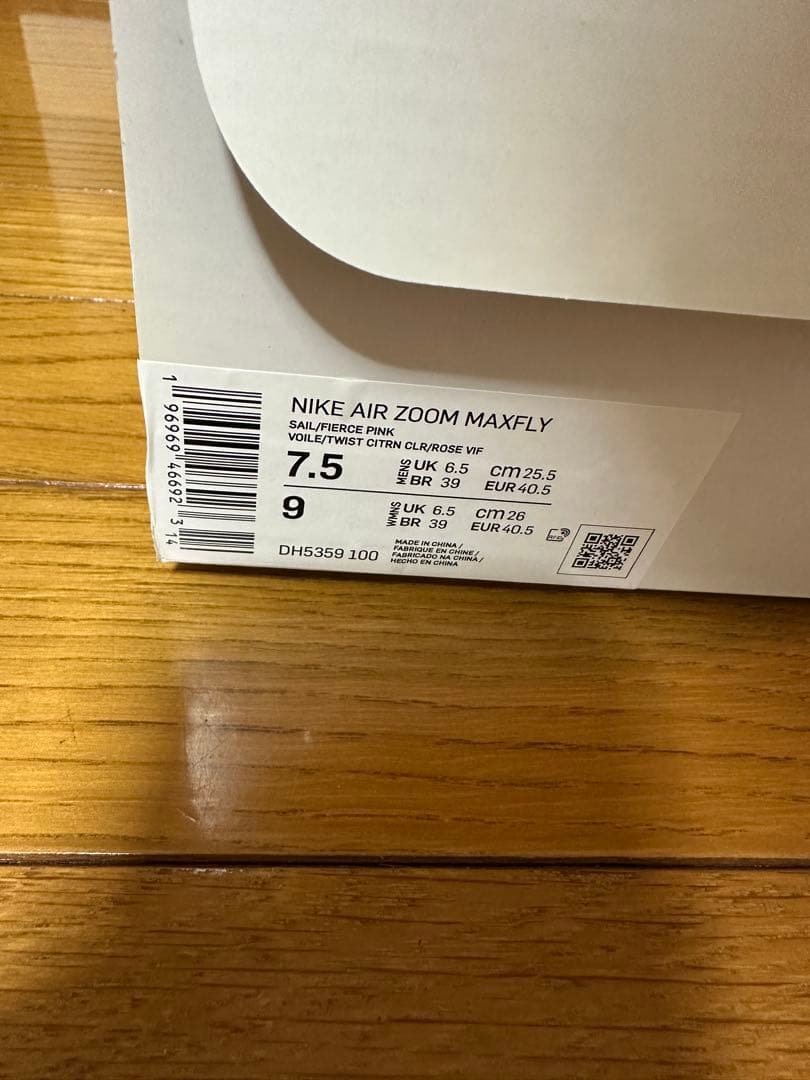 NIKE AIR ZOOM MAXFLY
SAIL/FIERCE PINK
VOILE/TWIST CITRN CLR/ROSE VIF
7.5 MENS UK 6.5 cm 25.5
BR 39 EUR 40.5
9 WMNS UK 6.5 cm 26
BR 39 EUR 40.5
DH5359 100
MADE IN CHINA /
FABRIQUE EN CHINE /
FABRICADO NA CHINA /
HECHO EN CHINA
RFID
1 96969 46692 3 14